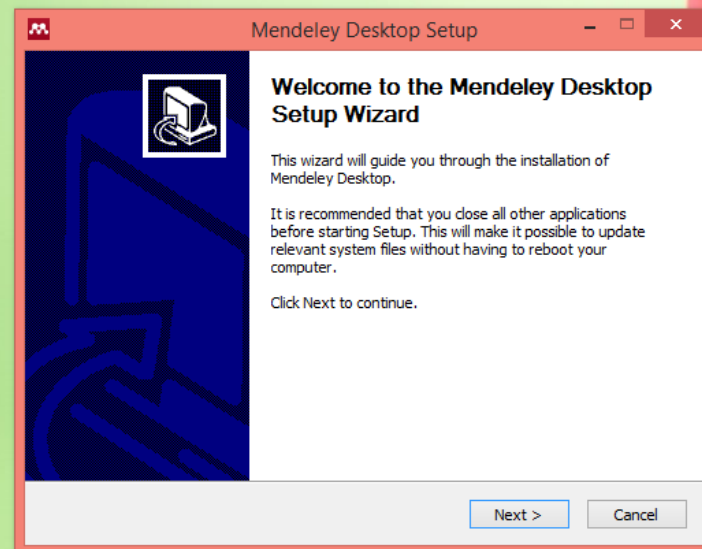 Mendeley Desktop Setup
Welcome to the Mendeley Desktop
Setup Wizard
This wizard will guide you through the installation of
Mendeley Desktop.
It is recommended that you close all other applications
before starting Setup. This will make it possible to update
relevant system files without having to reboot your
computer.
Click Next to continue.
Next >
Cancel